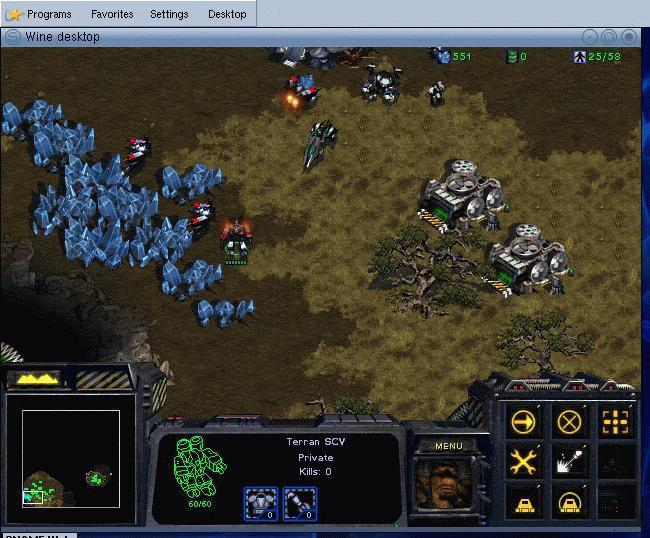 Programs Favorites Settings Desktop
Wine desktop
551 0 25/58
Terran SCV
Private
Kills: 0
60/60
0 0
MENU